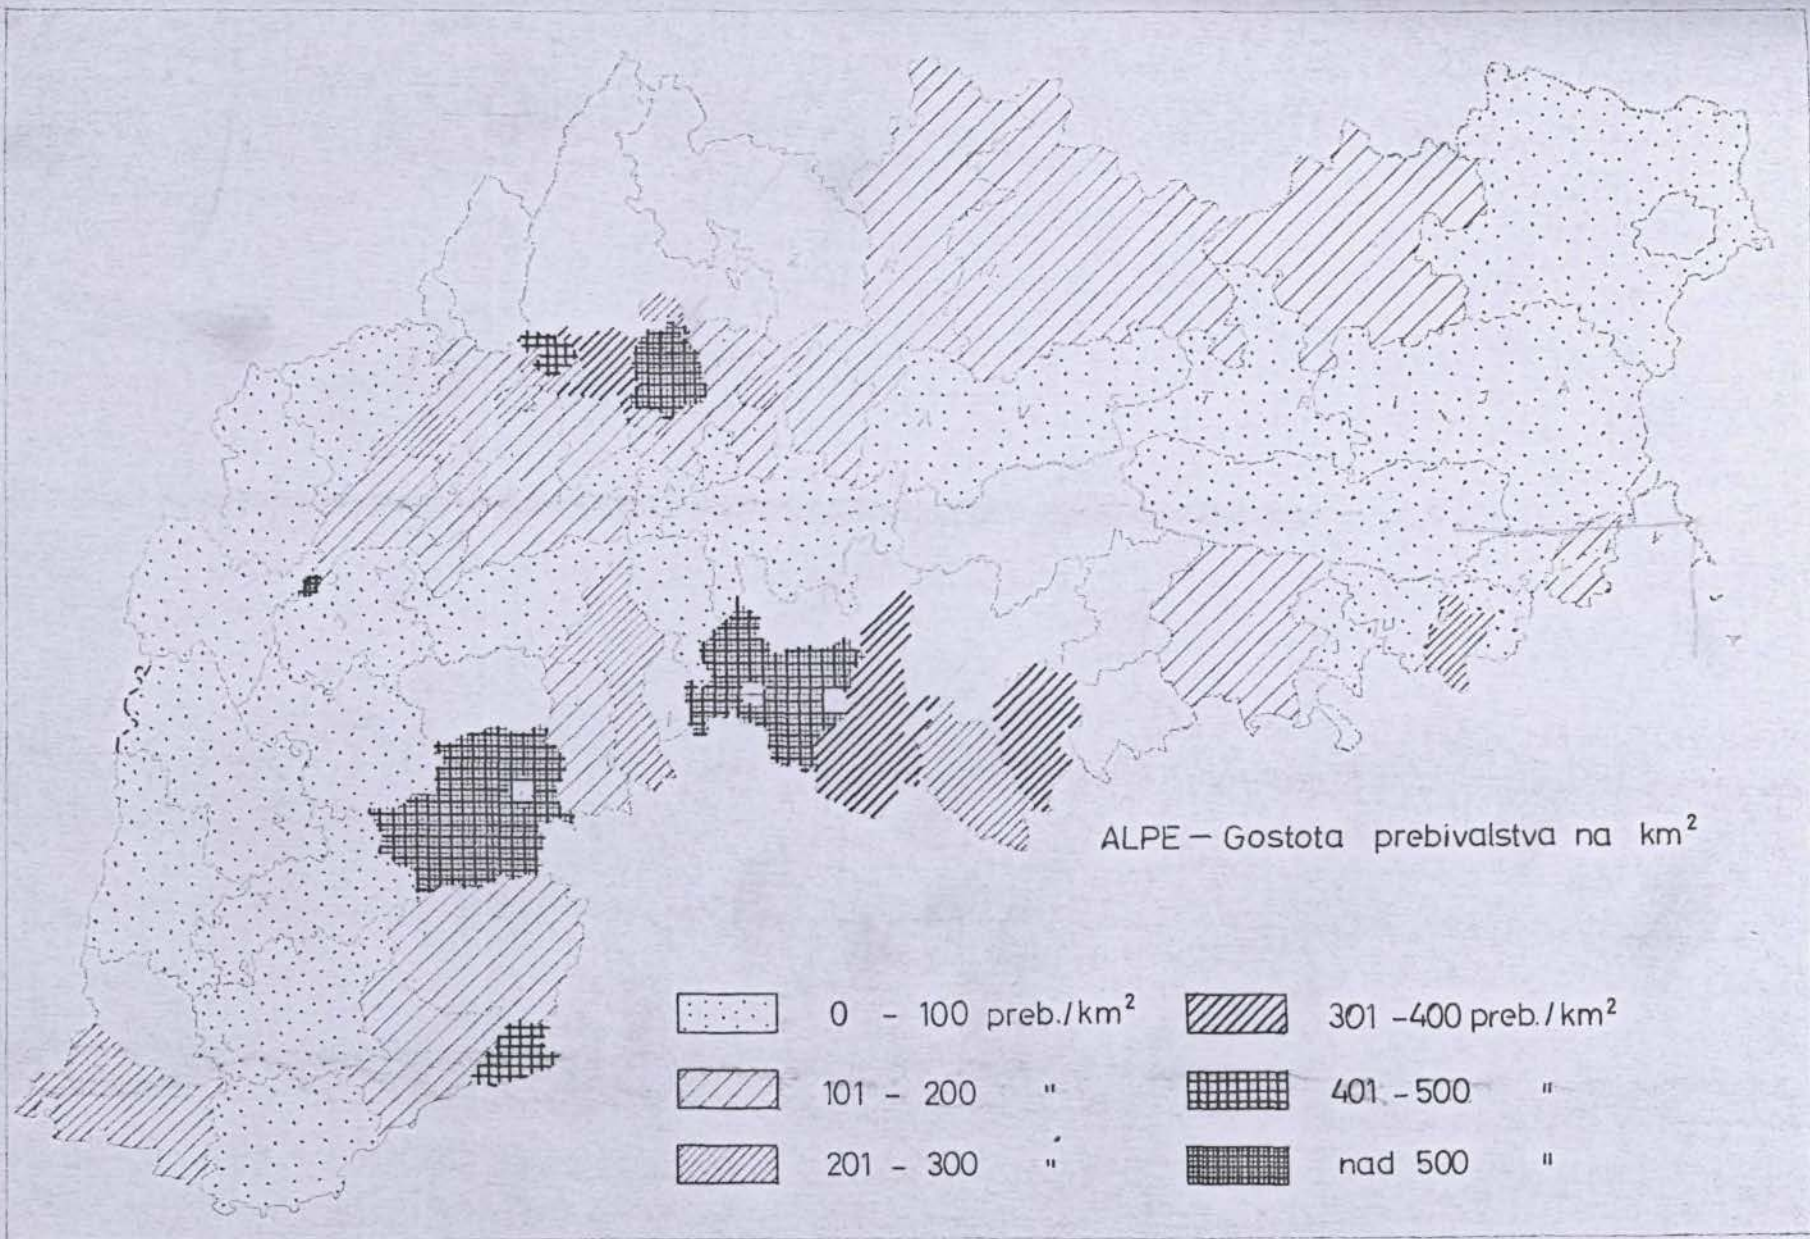 A V S T R I J A
ALPE — Gostota prebivalstva na km²
0 - 100 preb./km²
101 - 200 "
201 - 300 "
301 - 400 preb./km²
401 - 500 "
nad 500 "